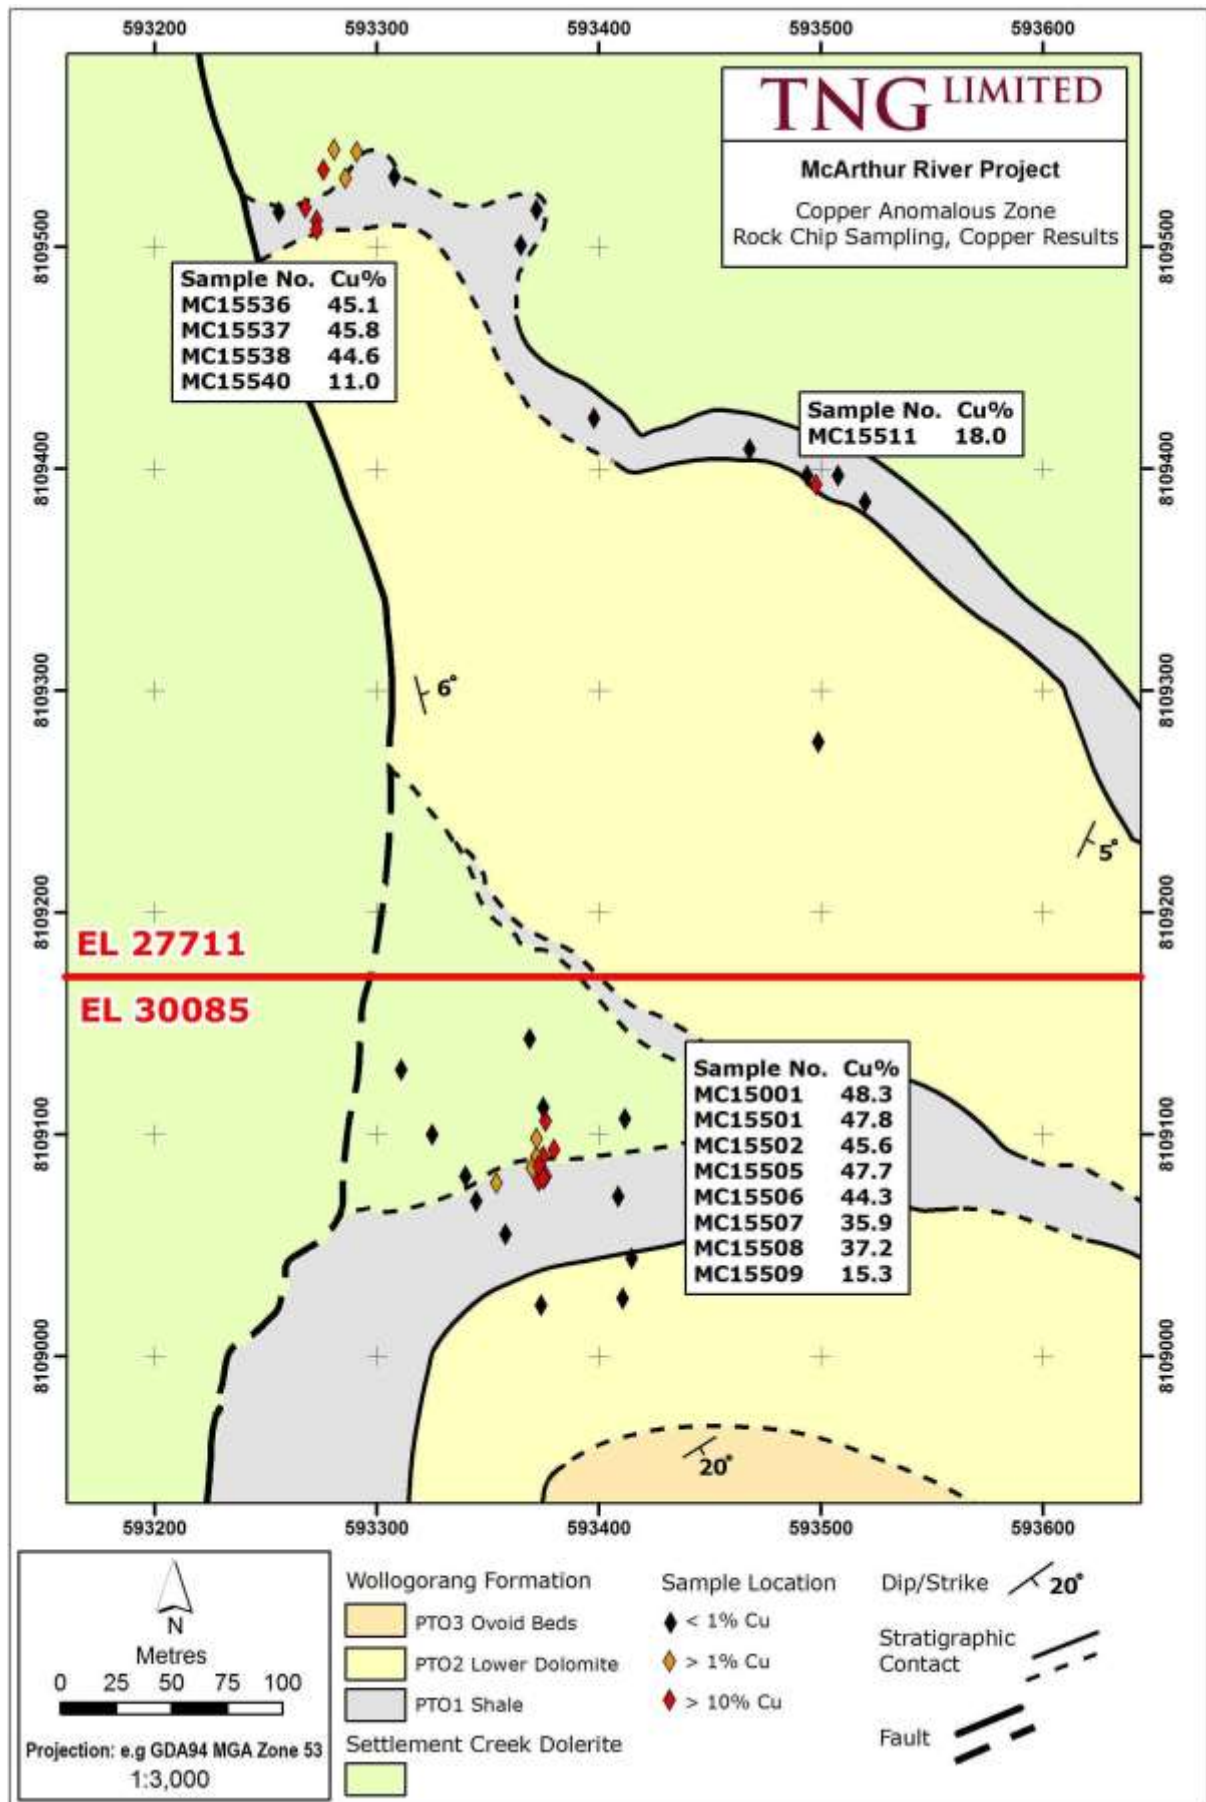 593200 593300 593400 593500 593600
TNG LIMITED
McArthur River Project
Copper Anomalous Zone
Rock Chip Sampling, Copper Results
8109500 8109500
Sample No. Cu%
MC15536 45.1
MC15537 45.8
MC15538 44.6
MC15540 11.0
Sample No. Cu%
MC15511 18.0
8109400 8109400
8109300 8109300
6°
5°
8109200 8109200
EL 27711
EL 30085
Sample No. Cu%
MC15001 48.3
MC15501 47.8
MC15502 45.6
MC15505 47.7
MC15506 44.3
MC15507 35.9
MC15508 37.2
MC15509 15.3
8109100 8109100
8109000 8109000
20°
593200 593300 593400 593500 593600
N
Metres
0 25 50 75 100
Projection: e.g GDA94 MGA Zone 53
1:3,000
Wollogorang Formation
PTO3 Ovoid Beds
PTO2 Lower Dolomite
PTO1 Shale
Settlement Creek Dolerite
Sample Location
< 1% Cu
> 1% Cu
> 10% Cu
Dip/Strike 20°
Stratigraphic
Contact
Fault